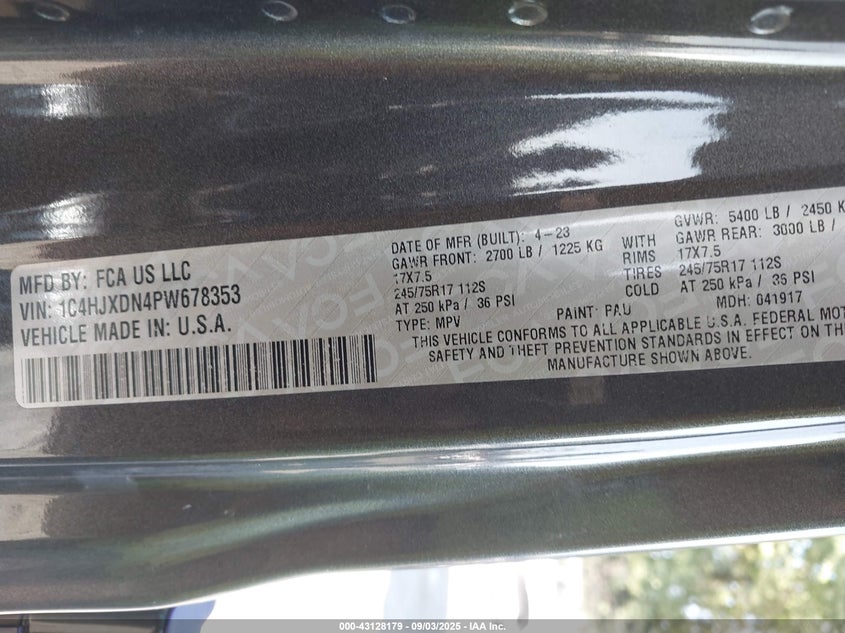 MFD BY: FCA US LLC
VIN: 1C4HJXDN4PW678353
VEHICLE MADE IN: U.S.A.
DATE OF MFR (BUILT): 4-23
GAWR FRONT: 2700 LB / 1225 KG
17X7.5
245/75R17 112S
AT 250 kPa / 36 PSI
TYPE: MPV
WITH
RIMS
TIRES
COLD
GVWR: 5400 LB / 2450 K
GAWR REAR: 3000 LB /
17X7.5
245/75R17 112S
AT 250 kPa / 36 PSI
PAINT: PAU
MDH: 041917
THIS VEHICLE CONFORMS TO ALL APPLICABLE U.S.A. FEDERAL MOT
SAFETY AND THEFT PREVENTION STANDARDS IN EFFECT ON THE
MANUFACTURE SHOWN ABOVE.
000-43128179 - 09/03/2025 - IAA Inc.